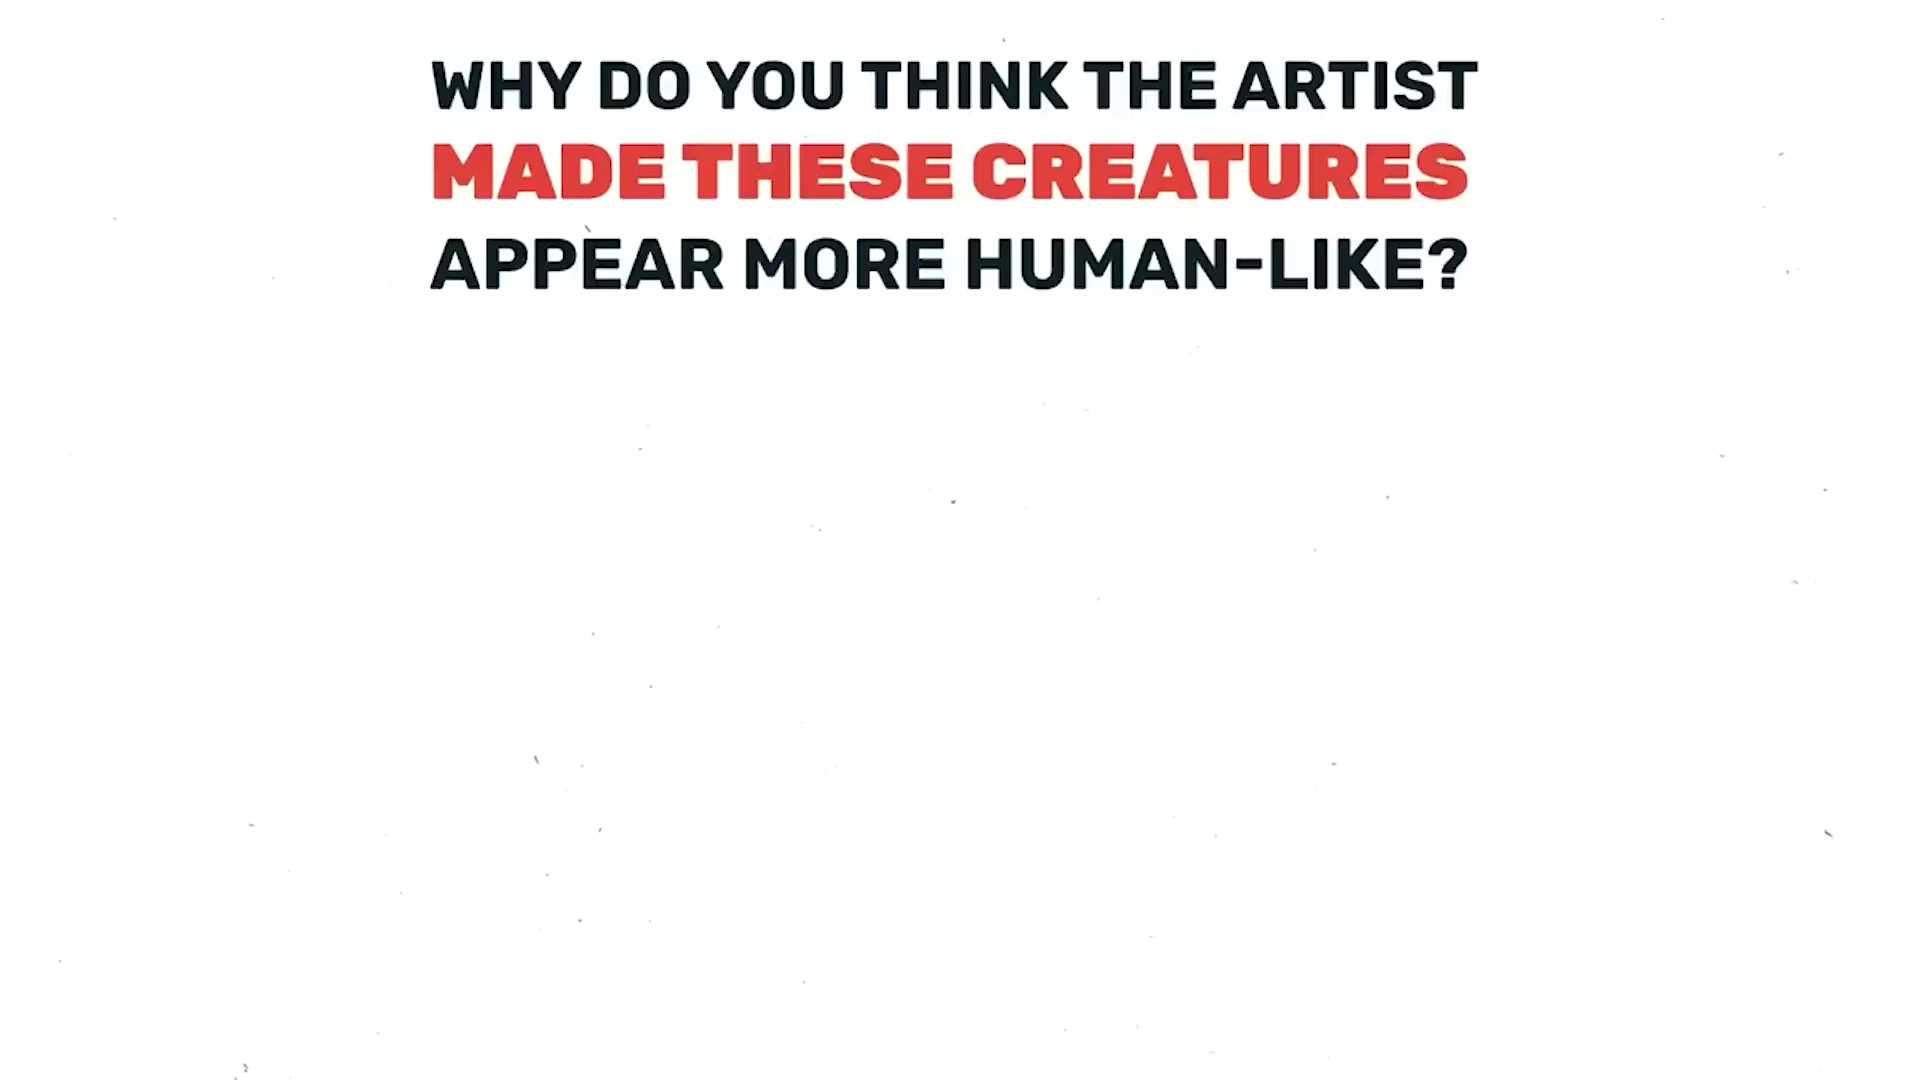 WHY DO YOU THINK THE ARTIST
MADE THESE CREATURES
APPEAR MORE HUMAN-LIKE?